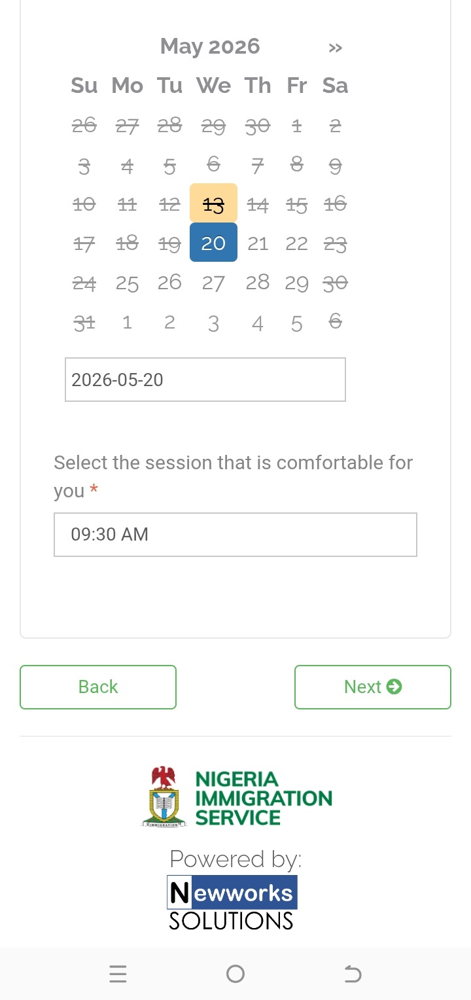 May 2026 »
Su Mo Tu We Th Fr Sa
26 27 28 29 30 1 2
3 4 5 6 7 8 9
10 11 12 13 14 15 16
17 18 19 20 21 22 23
24 25 26 27 28 29 30
31 1 2 3 4 5 6
2026-05-20
Select the session that is comfortable for
you *
09:30 AM
Back
Next
NIGERIA
IMMIGRATION
SERVICE
IMMIGRATION
Powered by:
Newworks
SOLUTIONS